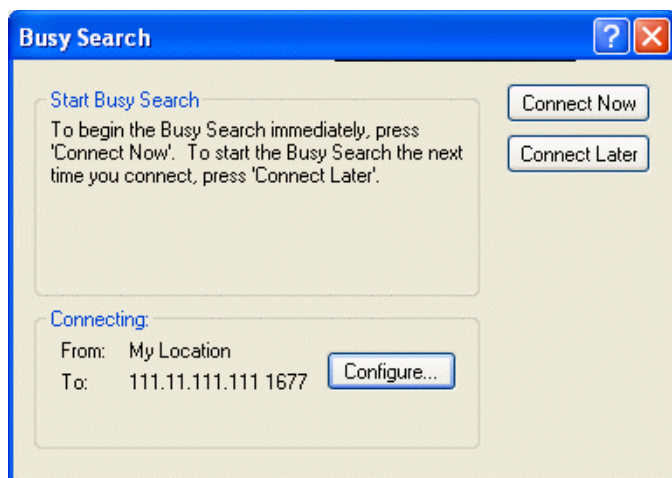 Busy Search
Start Busy Search
To begin the Busy Search immediately, press
'Connect Now'.  To start the Busy Search the next
time you connect, press 'Connect Later'.
Connect Now
Connect Later
Connecting:
From: My Location
To: 111.11.111.111 1677
Configure...